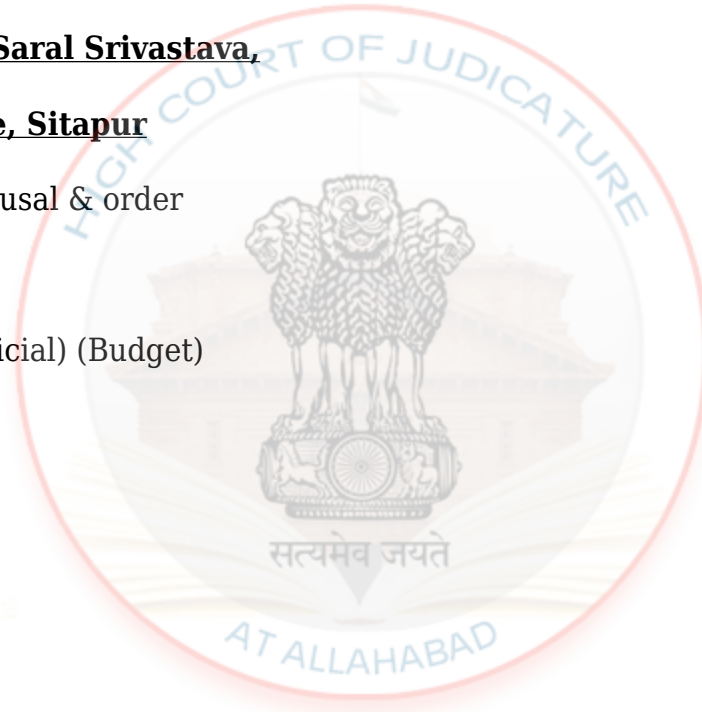 Saral Srivastava,
e, Sitapur
usal & order
icial) (Budget)
HIGH COURT OF JUDICATURE
सत्यमेव जयते
AT ALLAHABAD